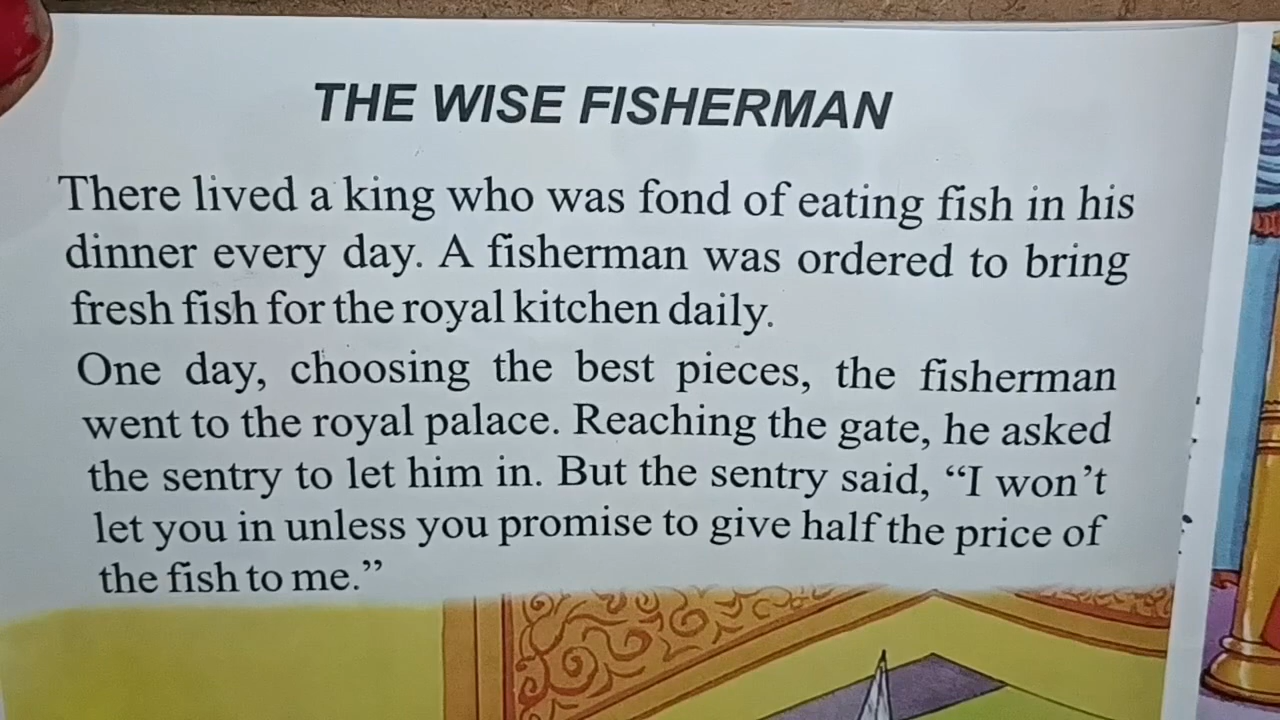 THE WISE FISHERMAN
There lived a king who was fond of eating fish in his
dinner every day. A fisherman was ordered to bring
fresh fish for the royal kitchen daily.
One day, choosing the best pieces, the fisherman
went to the royal palace. Reaching the gate, he asked
the sentry to let him in. But the sentry said, “I won’t
let you in unless you promise to give half the price of
the fish to me.”